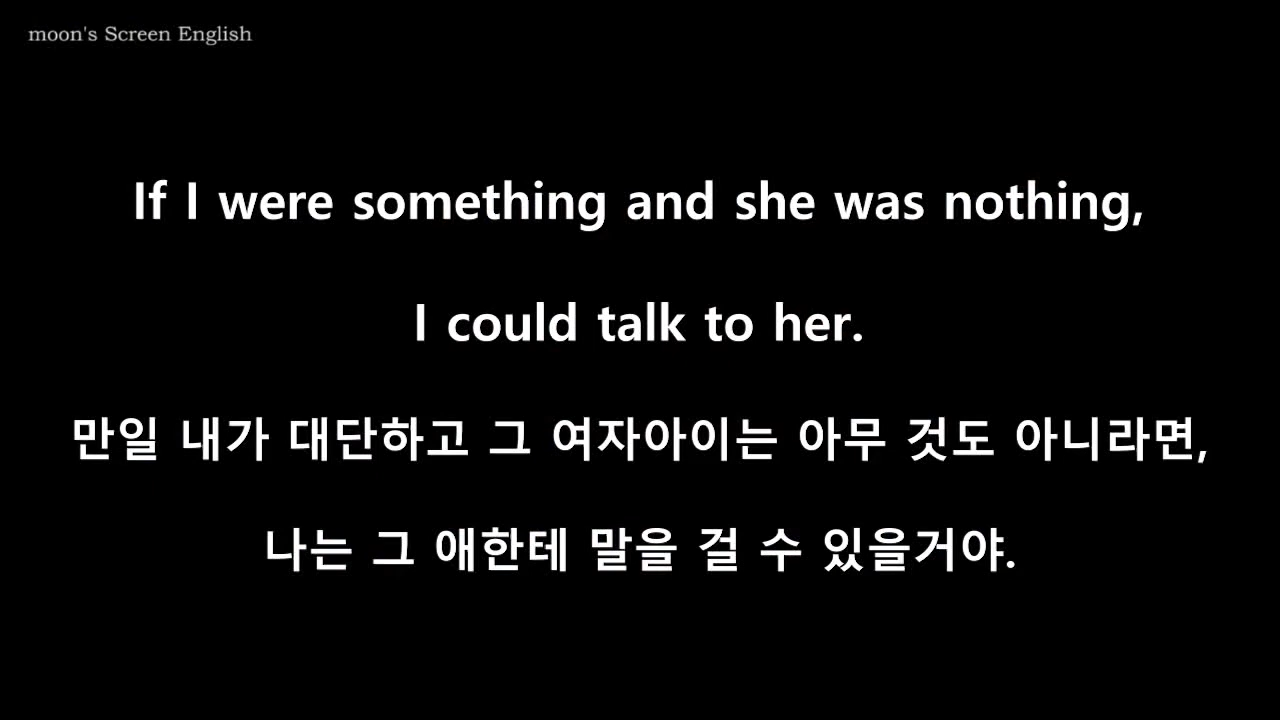 moon's Screen English
If I were something and she was nothing,
I could talk to her.
만일 내가 대단하고 그 여자아이는 아무 것도 아니라면,
나는 그 애한테 말을 걸 수 있을거야.